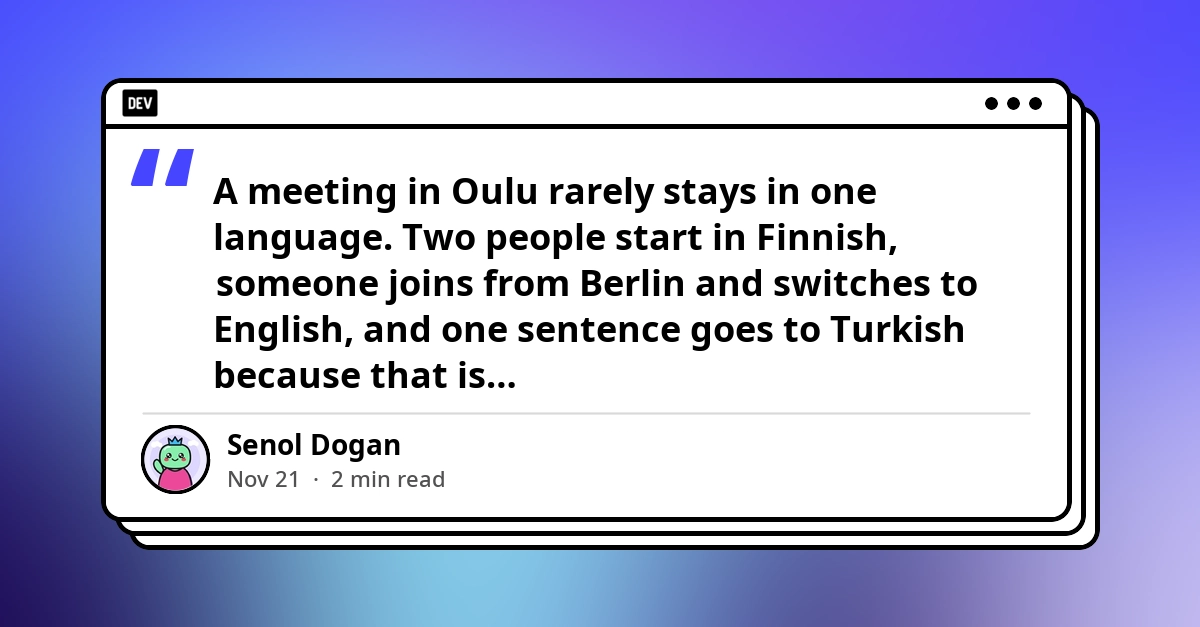 DEV
“
A meeting in Oulu rarely stays in one
language. Two people start in Finnish,
someone joins from Berlin and switches to
English, and one sentence goes to Turkish
because that is...
Senol Dogan
Nov 21 · 2 min read